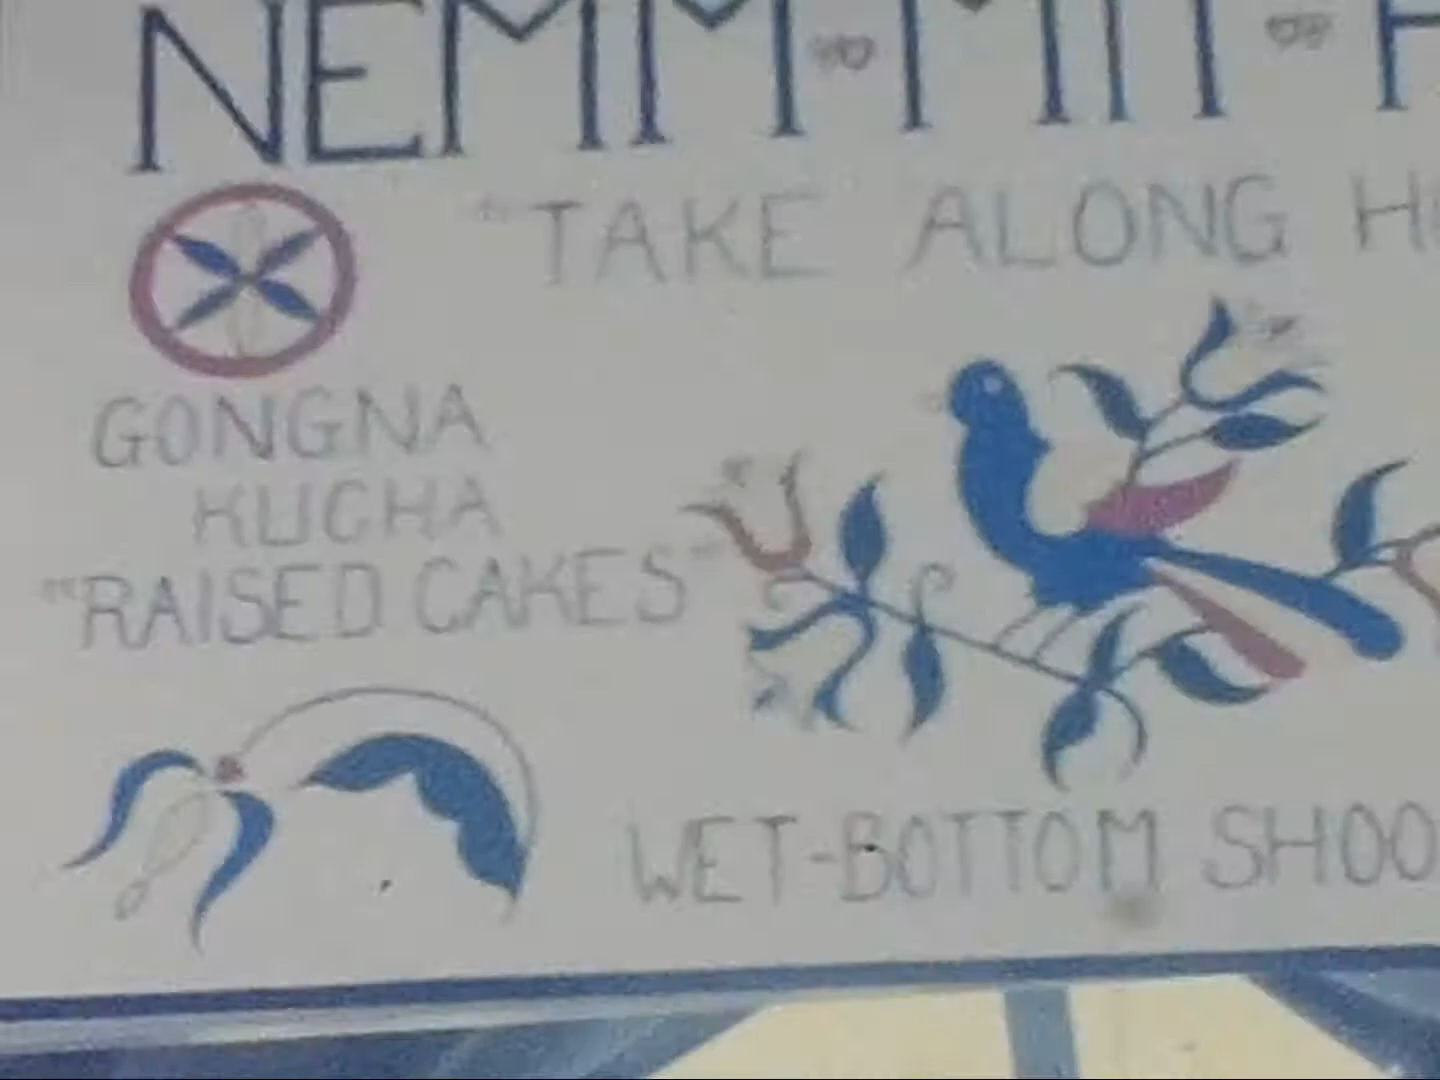 NEMM MIT
"TAKE ALONG
GONGNA
KUCHA
"RAISED CAKES"
WET-BOTTOM SHOO